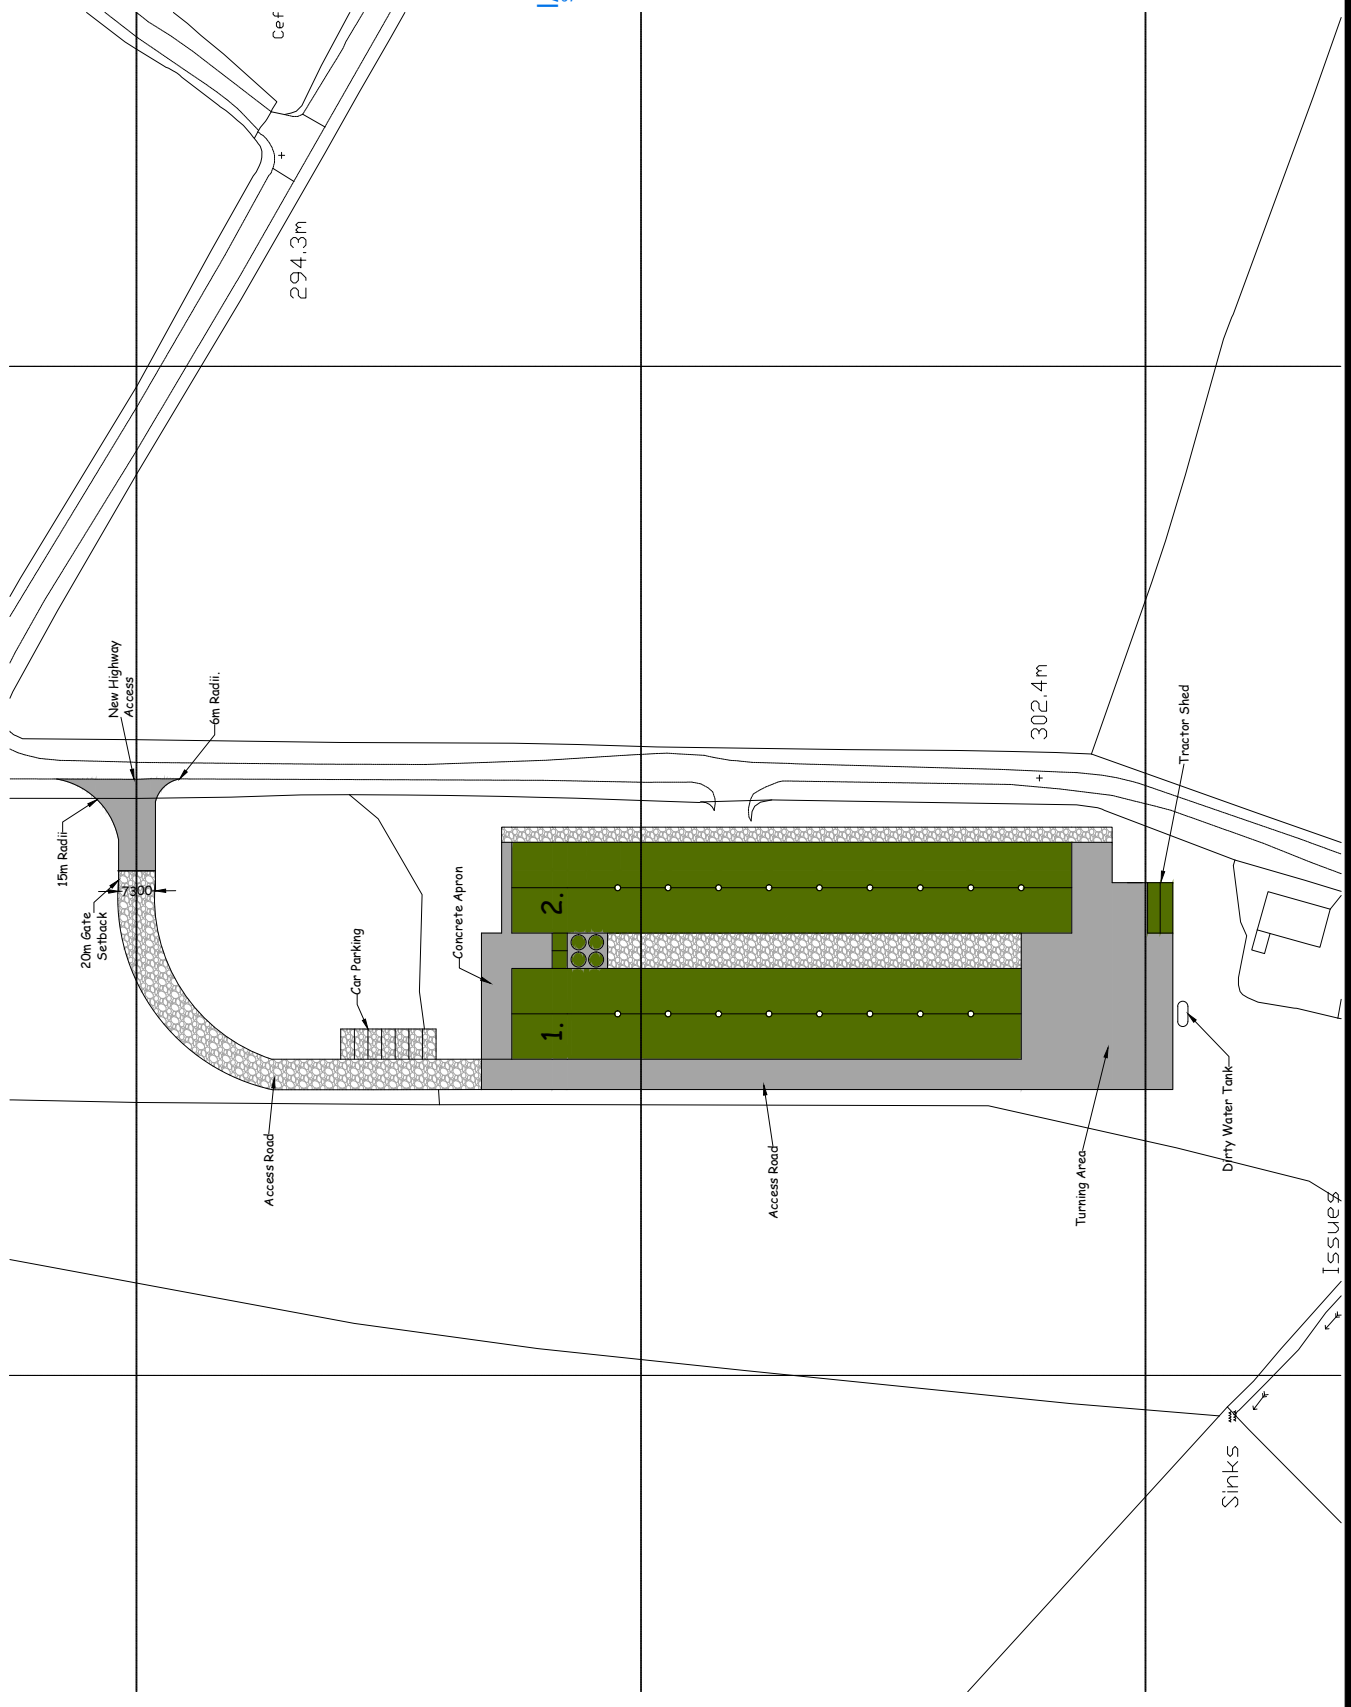 Cef
294.3m
New Highway
Access
6m Radii.
15m Radii
20m Gate
Setback
7300
Car Parking
Concrete Apron
302.4m
Tractor Shed
2.
1.
Access Road
Access Road
Turning Area
Dirty Water Tank
Issues
Sinks